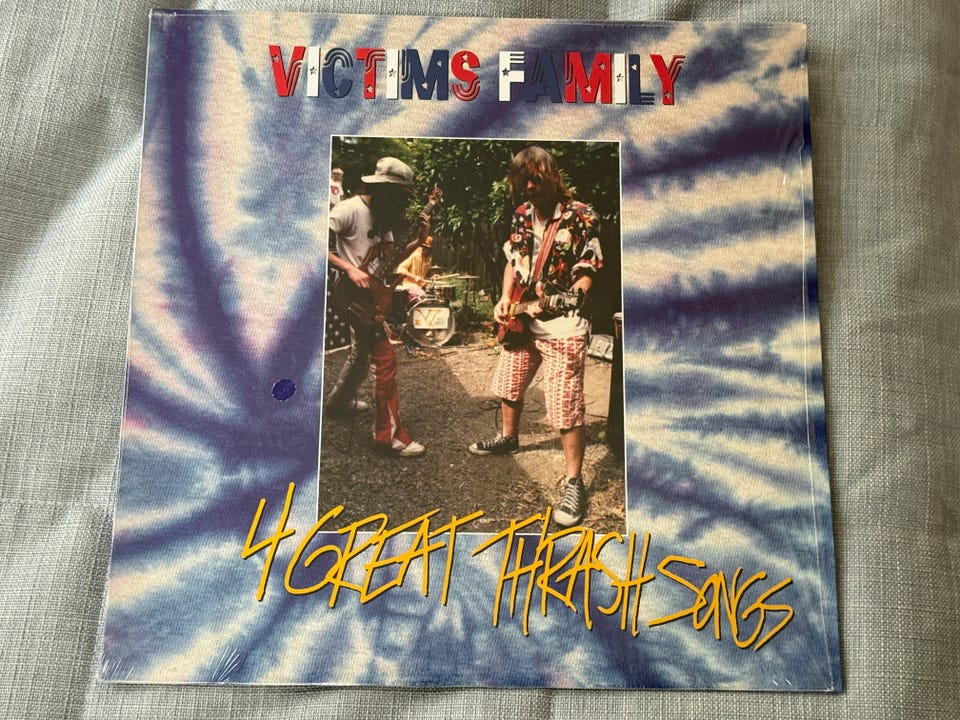 VICTIMS FAMILY
4 GREAT THRASH SONGS